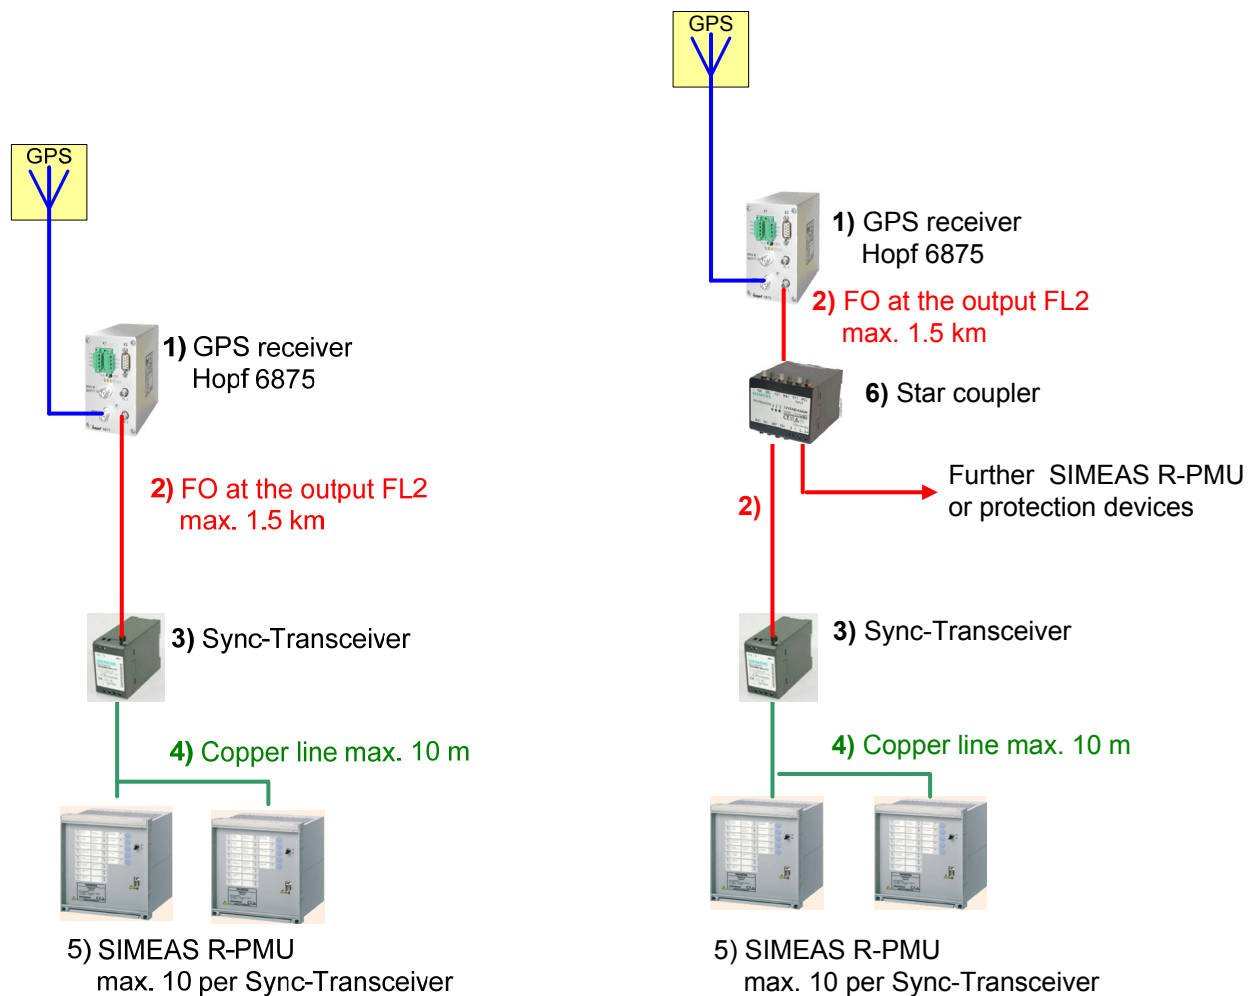 GPS
1) GPS receiver
Hopf 6875
2) FO at the output FL2
max. 1.5 km
3) Sync-Transceiver
4) Copper line max. 10 m
5) SIMEAS R-PMU
max. 10 per Sync-Transceiver
GPS
1) GPS receiver
Hopf 6875
2) FO at the output FL2
max. 1.5 km
6) Star coupler
Further SIMEAS R-PMU
or protection devices
2)
3) Sync-Transceiver
4) Copper line max. 10 m
5) SIMEAS R-PMU
max. 10 per Sync-Transceiver